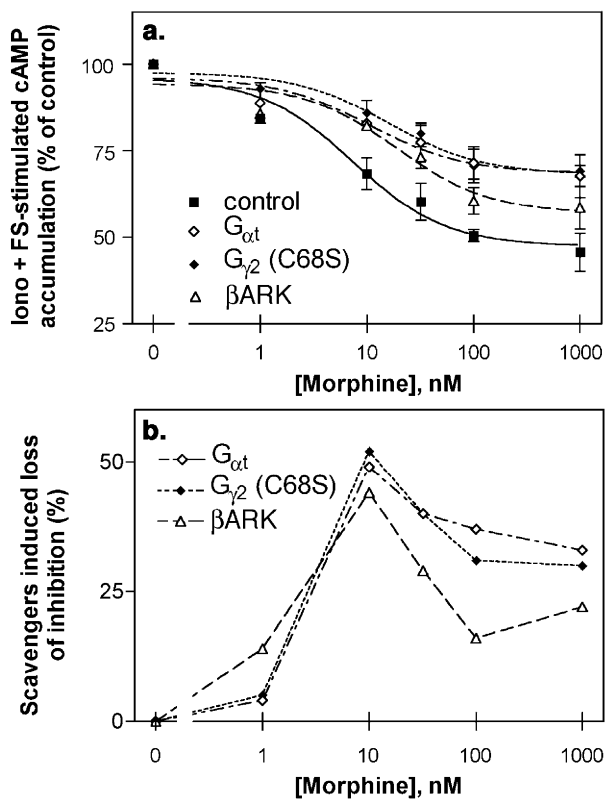 a.
Iono + FS-stimulated cAMP
accumulation (% of control)
100
75
50
25
control
Gαt
Gγ2 (C68S)
βARK
0 1 10 100 1000
[Morphine], nM
b.
Scavengers induced loss
of inhibition (%)
50
25
0
Gαt
Gγ2 (C68S)
βARK
0 1 10 100 1000
[Morphine], nM